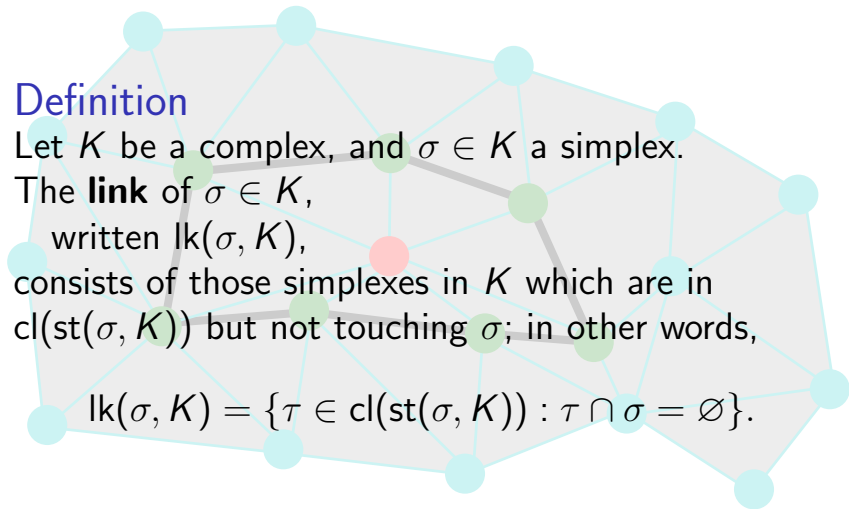 Definition
Let K be a complex, and σ ∈ K a simplex.
The link of σ ∈ K,
written lk(σ, K),
consists of those simplexes in K which are in
cl(st(σ, K)) but not touching σ; in other words,
lk(σ, K) = {τ ∈ cl(st(σ, K)) : τ ∩ σ = ∅}.